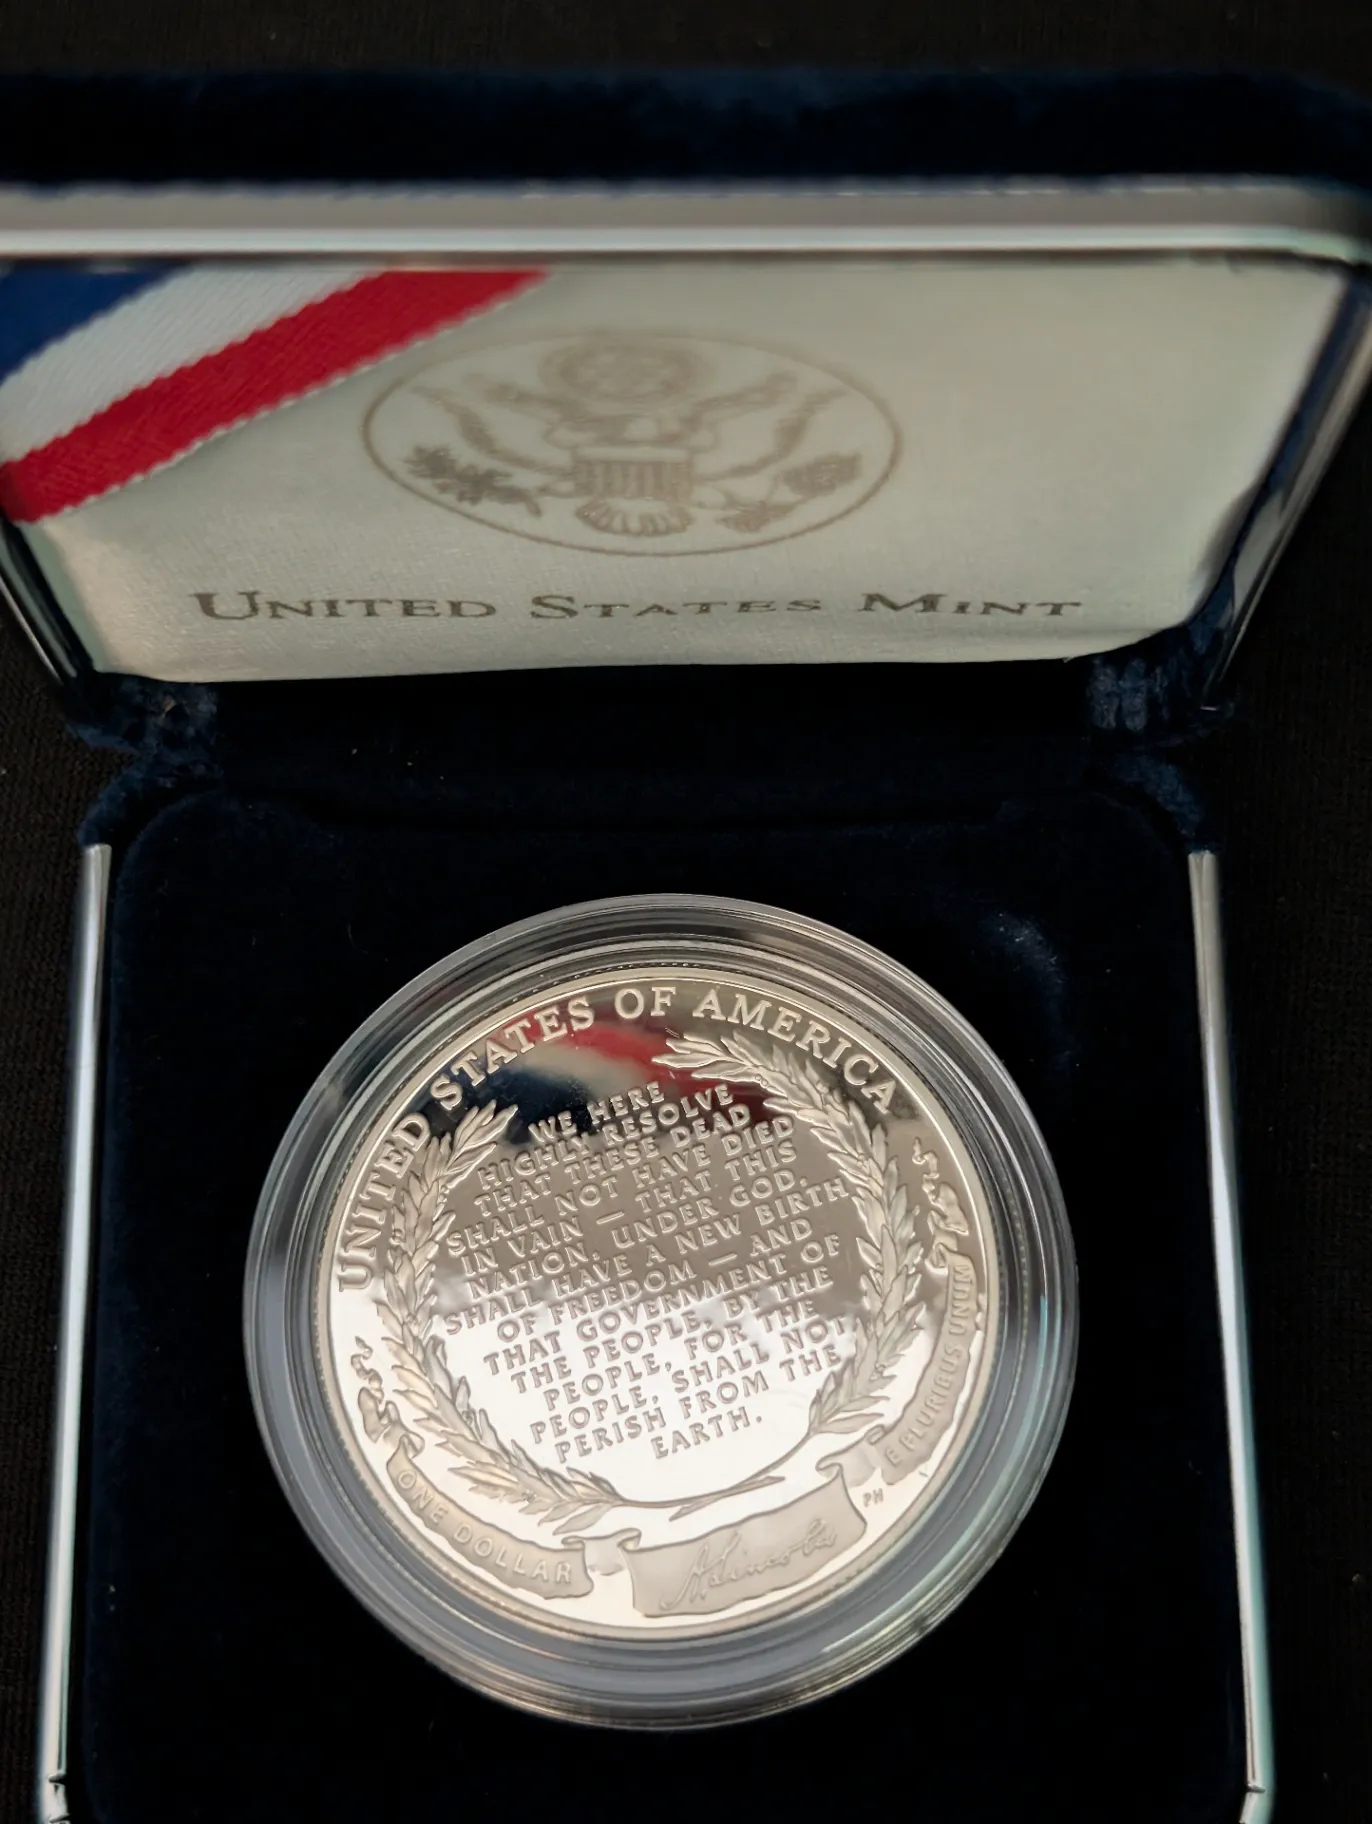 UNITED STATES MINT
UNITED STATES OF AMERICA
WE HERE
HIGHLY RESOLVE
THAT THESE DEAD
SHALL NOT HAVE DIED
IN VAIN — THAT THIS
NATION, UNDER GOD,
SHALL HAVE A NEW BIRTH
OF FREEDOM — AND
THAT GOVERNMENT OF
THE PEOPLE, BY THE
PEOPLE, FOR THE
PEOPLE, SHALL NOT
PERISH FROM THE
EARTH.
E PLURIBUS UNUM
PH
ONE DOLLAR
A. Lincoln